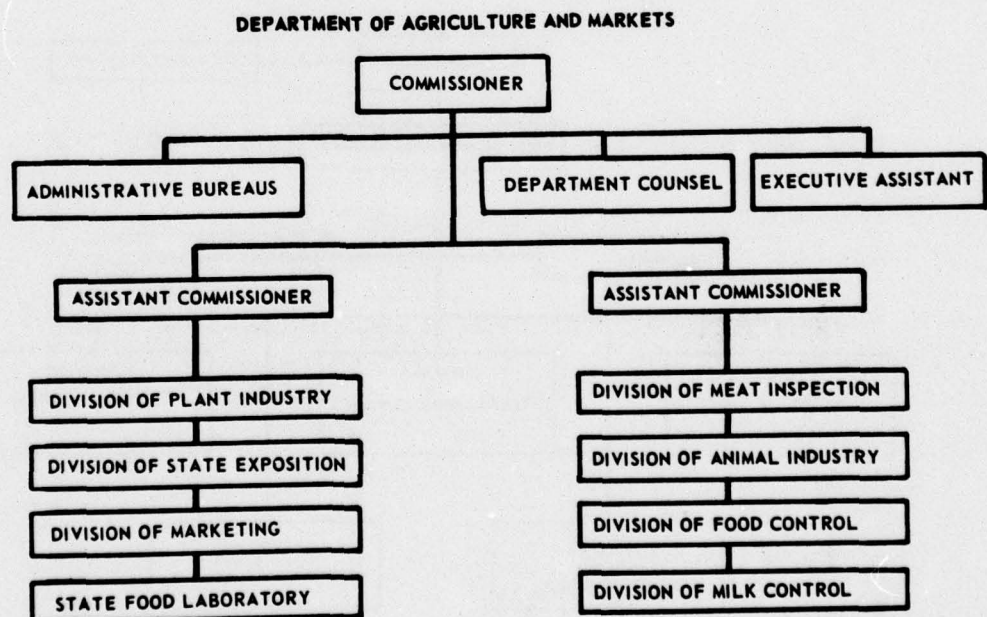 DEPARTMENT OF AGRICULTURE AND MARKETS
COMMISSIONER
ADMINISTRATIVE BUREAUS
DEPARTMENT COUNSEL
EXECUTIVE ASSISTANT
ASSISTANT COMMISSIONER
ASSISTANT COMMISSIONER
DIVISION OF PLANT INDUSTRY
DIVISION OF STATE EXPOSITION
DIVISION OF MARKETING
STATE FOOD LABORATORY
DIVISION OF MEAT INSPECTION
DIVISION OF ANIMAL INDUSTRY
DIVISION OF FOOD CONTROL
DIVISION OF MILK CONTROL